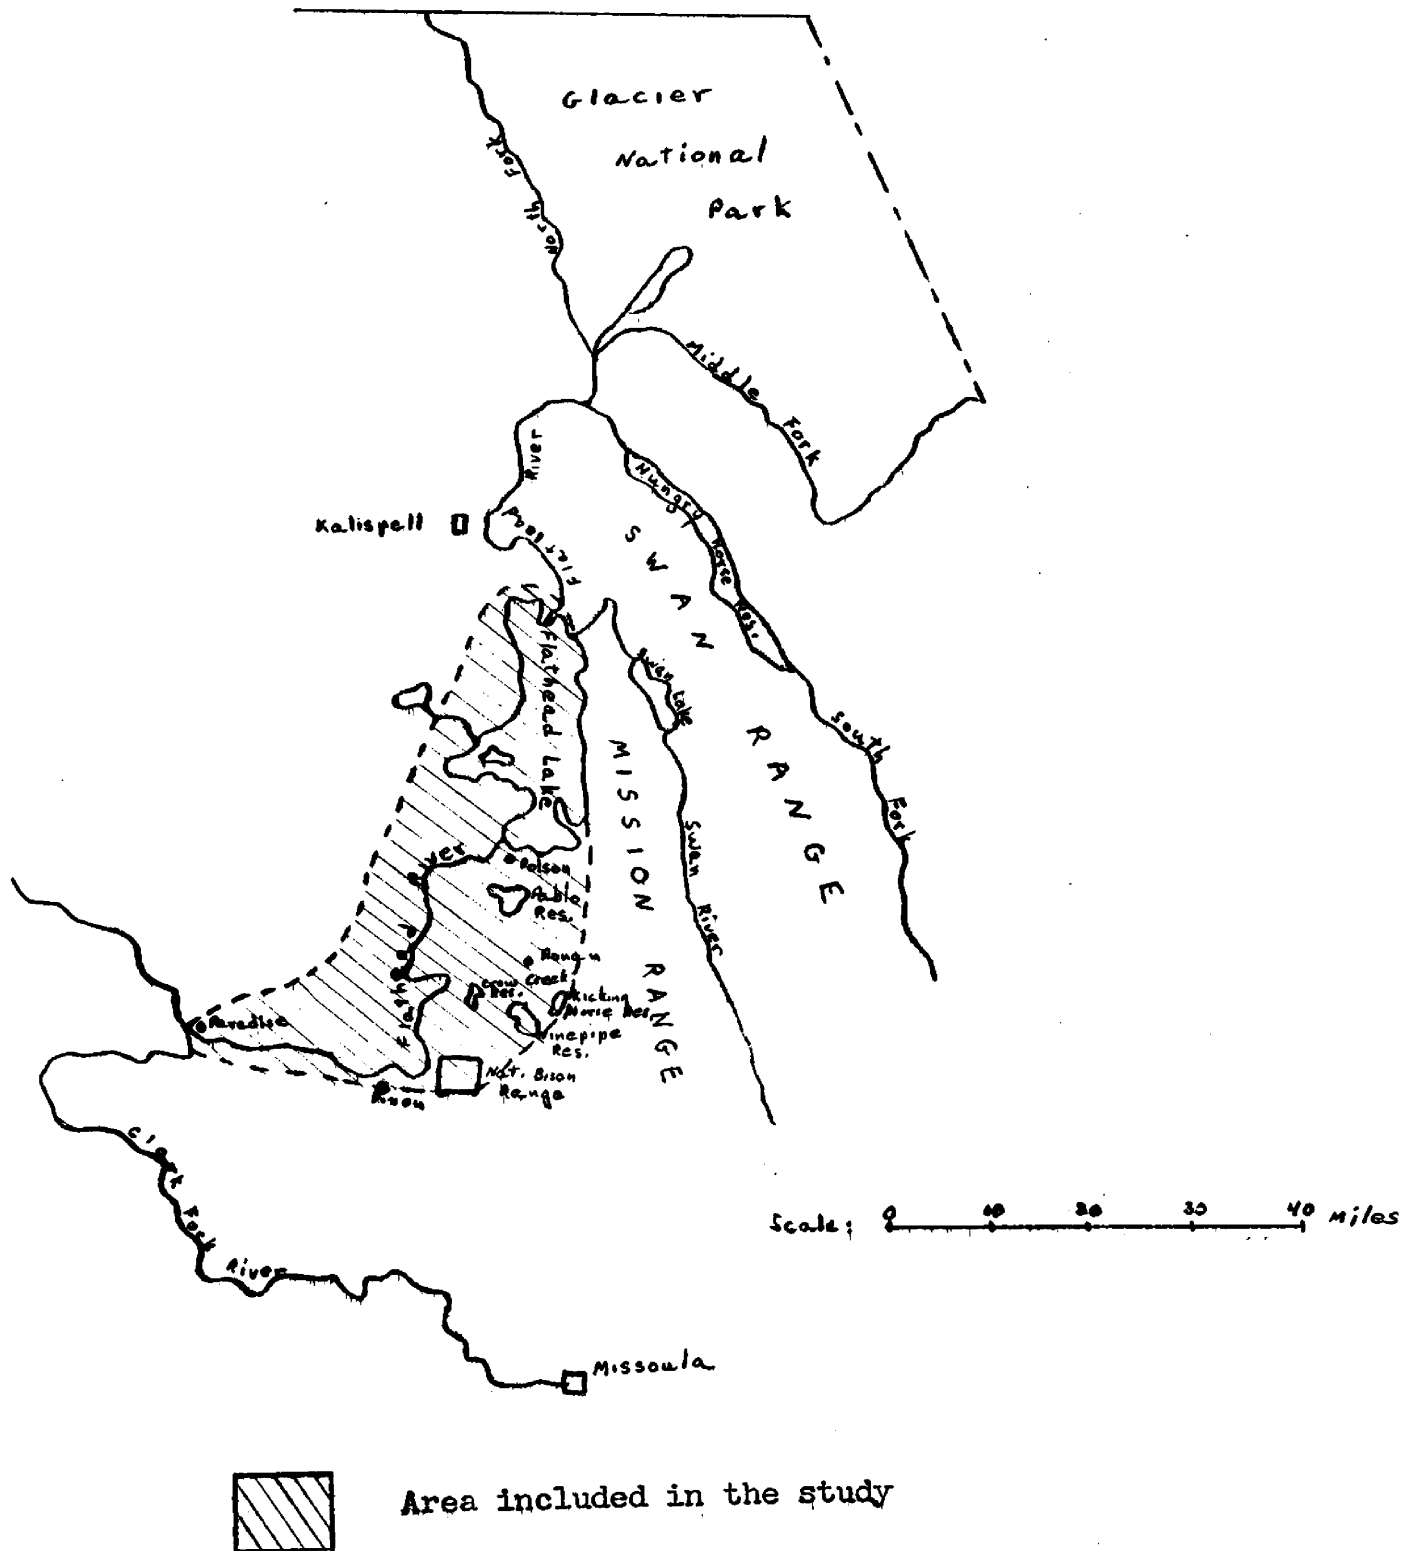 Glacier
National
Park
North Fork
Middle Fork
Flathead River
Hungry Horse Res.
Kalispell
SWAN RANGE
Flathead Lake
Swan Lake
South Fork
MISSION RANGE
Swan River
Flathead River
Polson
Pablo
Res.
Crow
Res.
Creek
Kicking
Horse Res.
Ninepipe
Res.
Paradise
Nat. Bison
Range
Clark Fork River
Scale: 0 10 20 30 40 Miles
Missoula
Area included in the study